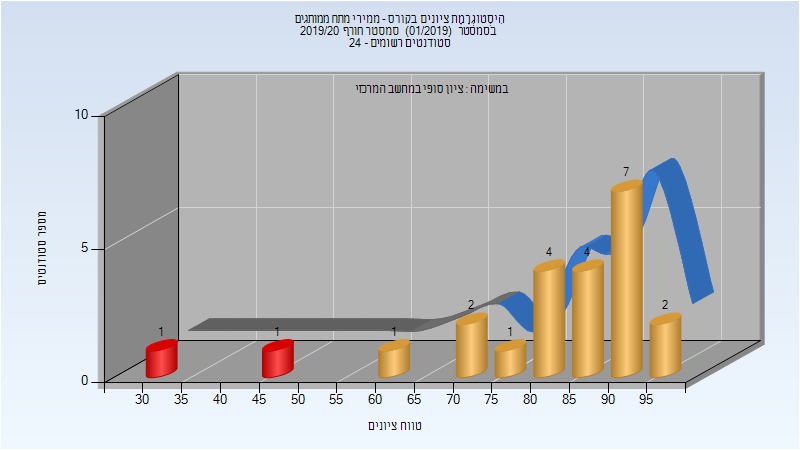 היסטוגרמת ציונים בקורס - ממירי מתח ממותגים
בסמסטר (01/2019) סמסטר חורף 2019/20
סטודנטים רשומים - 24
במשימה : ציון סופי במחשב המרכזי
10
5
0
מספר סטודנטים
1
1
1
2
1
4
4
7
2
30 35 40 45 50 55 60 65 70 75 80 85 90 95
טווח ציונים